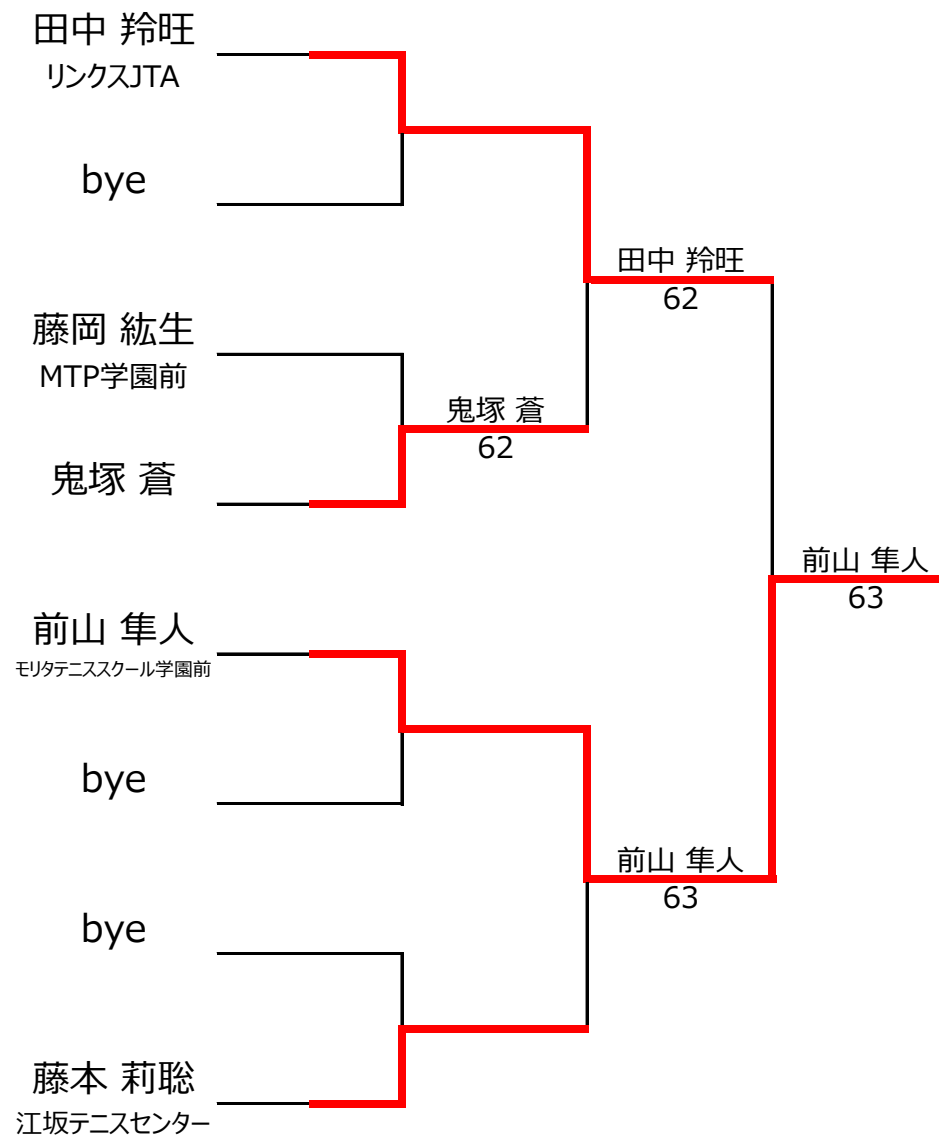 田中 羚旺
リンクスJTA
bye
藤岡 紘生
MTP学園前
鬼塚 蒼
前山 隼人
モリタテニススクール学園前
bye
bye
藤本 莉聡
江坂テニスセンター
鬼塚 蒼
62
田中 羚旺
62
前山 隼人
63
前山 隼人
63